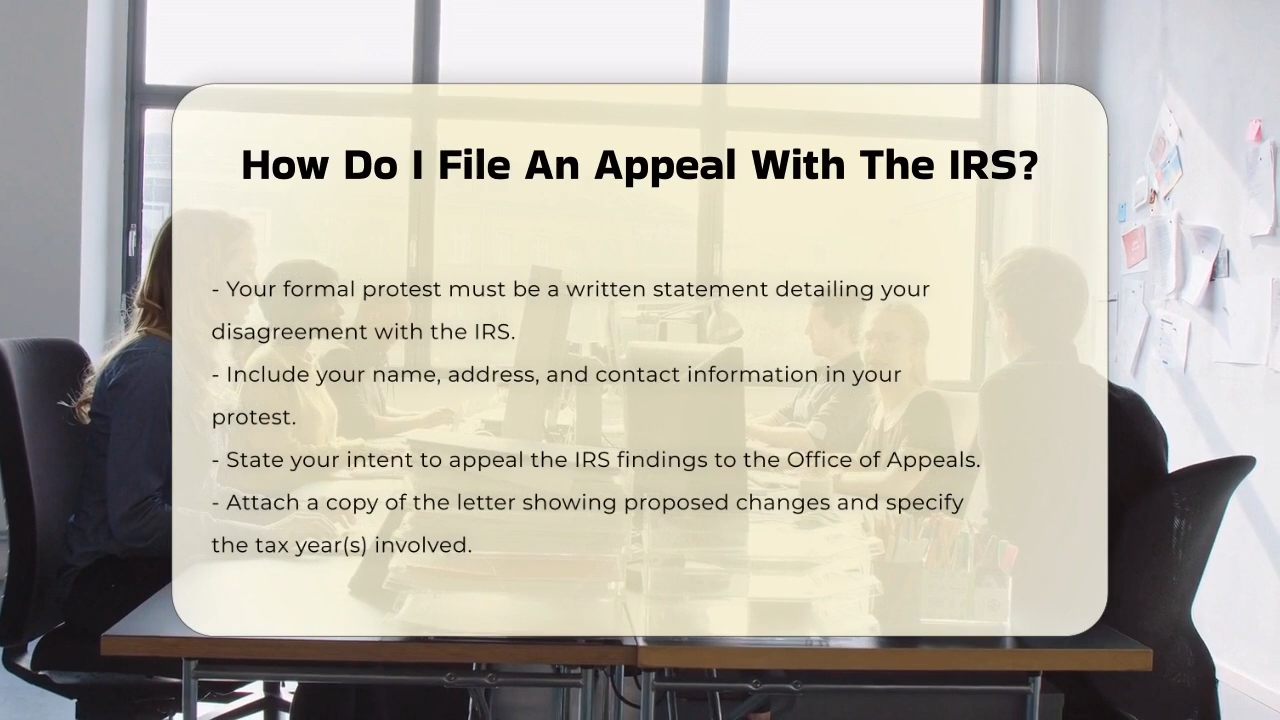 How Do I File An Appeal With The IRS?
- Your formal protest must be a written statement detailing your
disagreement with the IRS.
- Include your name, address, and contact information in your
protest.
- State your intent to appeal the IRS findings to the Office of Appeals.
- Attach a copy of the letter showing proposed changes and specify
the tax year(s) involved.